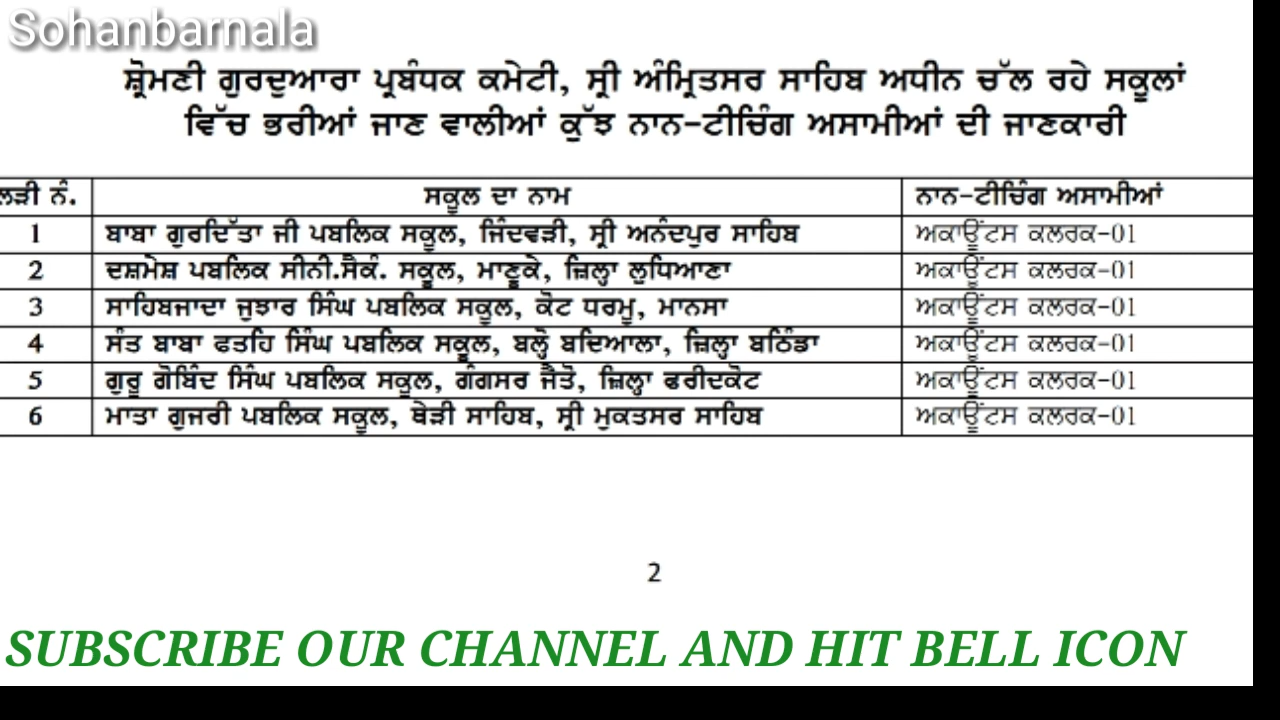 Sohanbarnala
ਸ਼੍ਰੋਮਣੀ ਗੁਰਦੁਆਰਾ ਪ੍ਰਬੰਧਕ ਕਮੇਟੀ, ਸ੍ਰੀ ਅੰਮ੍ਰਿਤਸਰ ਸਾਹਿਬ ਅਧੀਨ ਚੱਲ ਰਹੇ ਸਕੂਲਾਂ
ਵਿੱਚ ਭਰੀਆਂ ਜਾਣ ਵਾਲੀਆਂ ਕੁੱਝ ਨਾਨ-ਟੀਚਿੰਗ ਅਸਾਮੀਆਂ ਦੀ ਜਾਣਕਾਰੀ
ਲੜੀ ਨੰ. ਸਕੂਲ ਦਾ ਨਾਮ ਨਾਨ-ਟੀਚਿੰਗ ਅਸਾਮੀਆਂ
1 ਬਾਬਾ ਗੁਰਦਿੱਤਾ ਜੀ ਪਬਲਿਕ ਸਕੂਲ, ਜਿੰਦਵੜੀ, ਸ੍ਰੀ ਅਨੰਦਪੁਰ ਸਾਹਿਬ ਅਕਾਊਂਟਸ ਕਲਰਕ-01
2 ਦਸ਼ਮੇਸ਼ ਪਬਲਿਕ ਸੀਨੀ.ਸੈਕੰ. ਸਕੂਲ, ਮਾਣੂਕੇ, ਜ਼ਿਲ੍ਹਾ ਲੁਧਿਆਣਾ ਅਕਾਊਂਟਸ ਕਲਰਕ-01
3 ਸਾਹਿਬਜਾਦਾ ਜੁਝਾਰ ਸਿੰਘ ਪਬਲਿਕ ਸਕੂਲ, ਕੋਟ ਧਰਮੂ, ਮਾਨਸਾ ਅਕਾਊਂਟਸ ਕਲਰਕ-01
4 ਸੰਤ ਬਾਬਾ ਫਤਹਿ ਸਿੰਘ ਪਬਲਿਕ ਸਕੂਲ, ਬਲ੍ਹੋ ਬਦਿਆਲਾ, ਜ਼ਿਲ੍ਹਾ ਬਠਿੰਡਾ ਅਕਾਊਂਟਸ ਕਲਰਕ-01
5 ਗੁਰੂ ਗੋਬਿੰਦ ਸਿੰਘ ਪਬਲਿਕ ਸਕੂਲ, ਗੰਗਸਰ ਜੈਤੋ, ਜ਼ਿਲ੍ਹਾ ਫਰੀਦਕੋਟ ਅਕਾਊਂਟਸ ਕਲਰਕ-01
6 ਮਾਤਾ ਗੁਜਰੀ ਪਬਲਿਕ ਸਕੂਲ, ਥੇੜੀ ਸਾਹਿਬ, ਸ੍ਰੀ ਮੁਕਤਸਰ ਸਾਹਿਬ ਅਕਾਊਂਟਸ ਕਲਰਕ-01
2
SUBSCRIBE OUR CHANNEL AND HIT BELL ICON